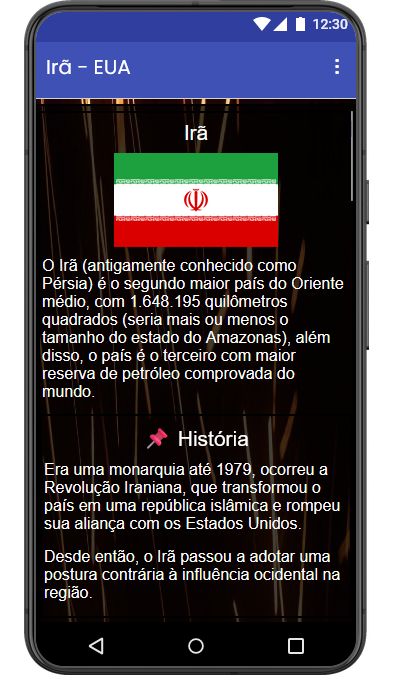 12:30
Irã - EUA
Irã
O Irã (antigamente conhecido como
Pérsia) é o segundo maior país do Oriente
médio, com 1.648.195 quilômetros
quadrados (seria mais ou menos o
tamanho do estado do Amazonas), além
disso, o país é o terceiro com maior
reserva de petróleo comprovada do
mundo.
História
Era uma monarquia até 1979, ocorreu a
Revolução Iraniana, que transformou o
país em uma república islâmica e rompeu
sua aliança com os Estados Unidos.
Desde então, o Irã passou a adotar uma
postura contrária à influência ocidental na
região.